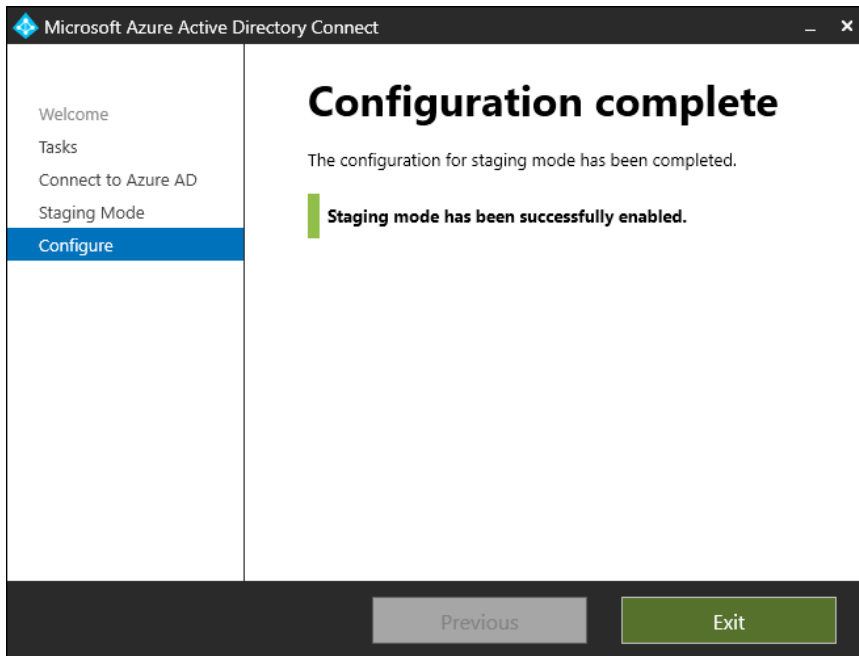 Microsoft Azure Active Directory Connect
Welcome
Tasks
Connect to Azure AD
Staging Mode
Configure
Configuration complete
The configuration for staging mode has been completed.
Staging mode has been successfully enabled.
Previous
Exit